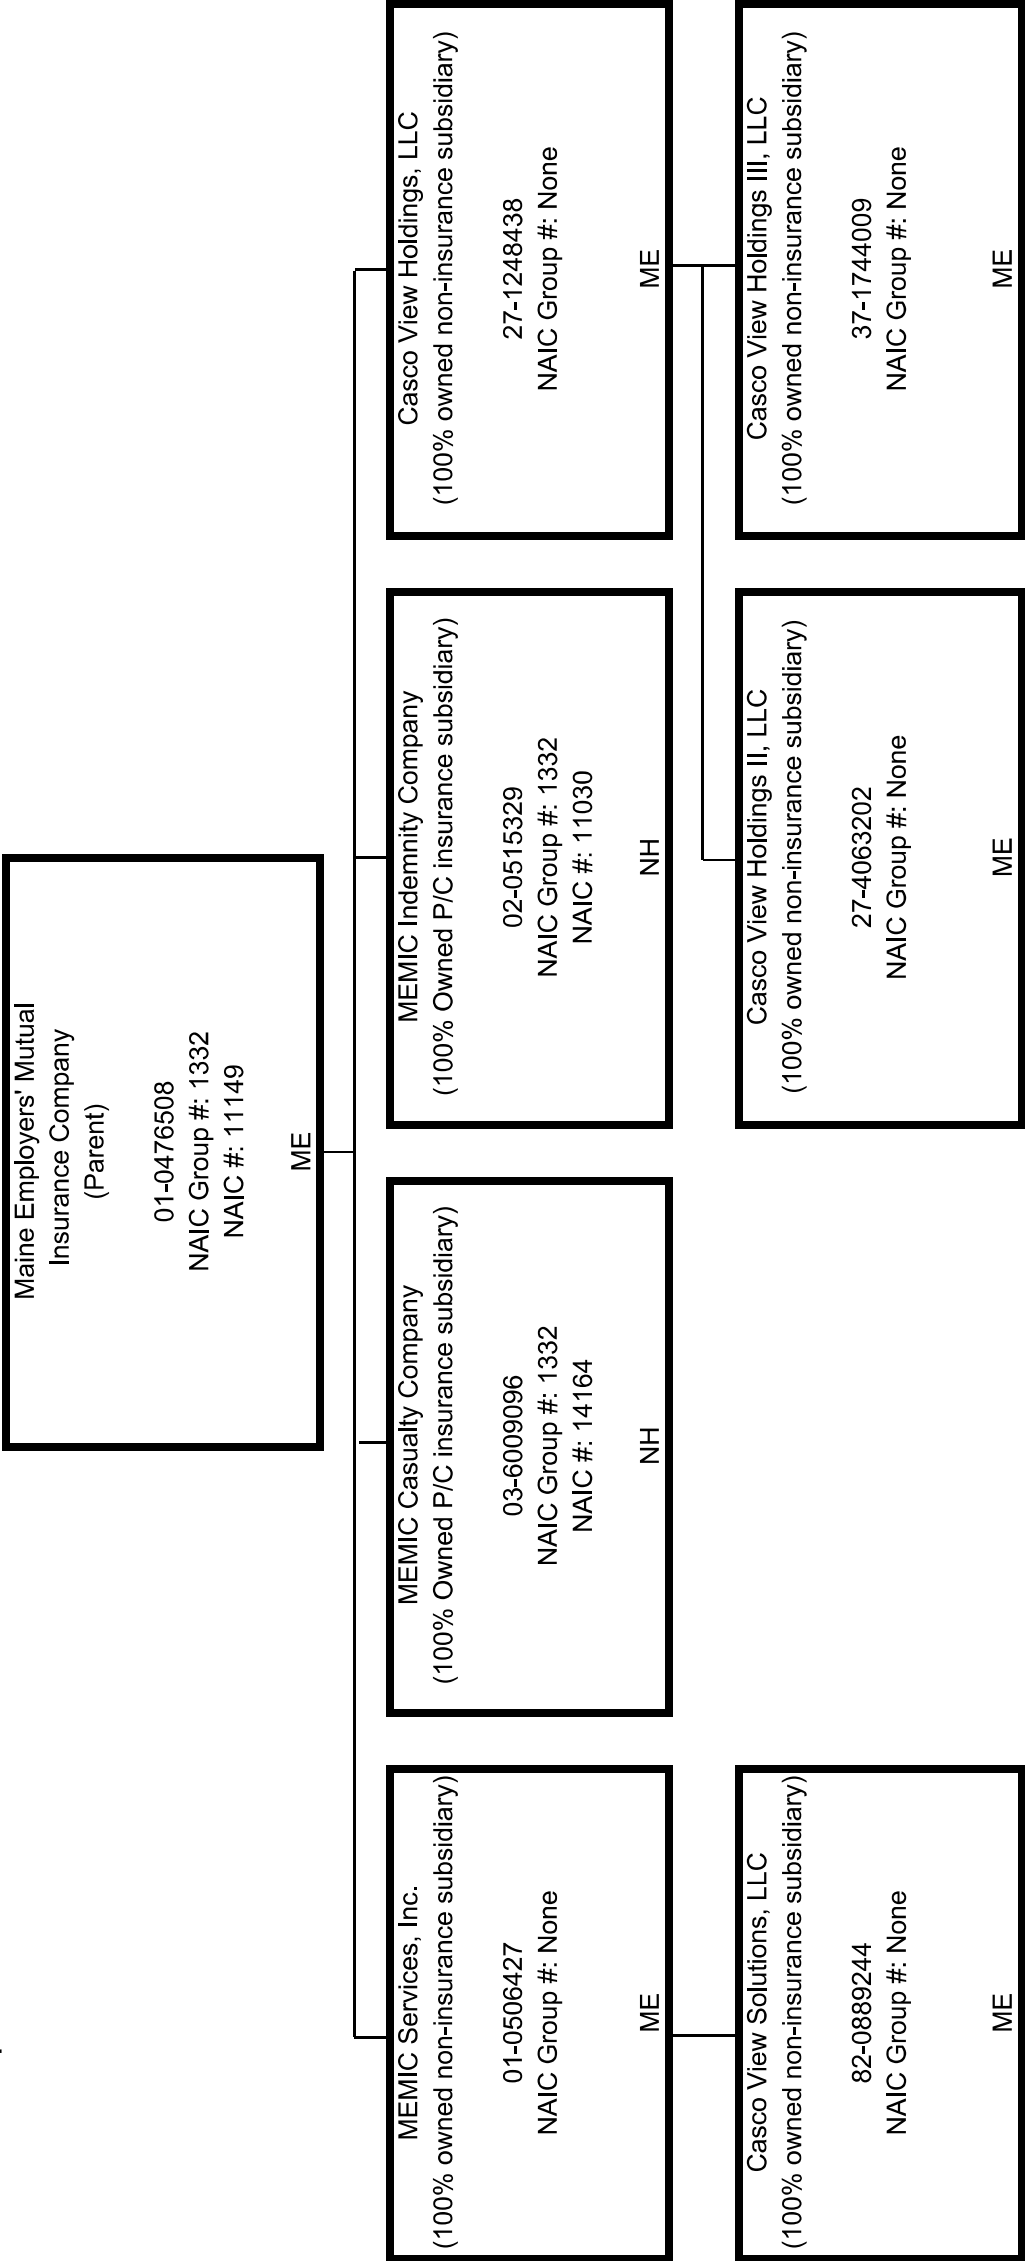 Maine Employers' Mutual
Insurance Company
(Parent)
01-0476508
NAIC Group #: 1332
NAIC #: 11149
ME
MEMIC Services, Inc.
(100% owned non-insurance subsidiary)
01-0506427
NAIC Group #: None
ME
MEMIC Casualty Company
(100% Owned P/C insurance subsidiary)
03-6009096
NAIC Group #: 1332
NAIC #: 14164
NH
MEMIC Indemnity Company
(100% Owned P/C insurance subsidiary)
02-0515329
NAIC Group #: 1332
NAIC #: 11030
NH
Casco View Holdings, LLC
(100% owned non-insurance subsidiary)
27-1248438
NAIC Group #: None
ME
Casco View Solutions, LLC
(100% owned non-insurance subsidiary)
82-0889244
NAIC Group #: None
ME
Casco View Holdings II, LLC
(100% owned non-insurance subsidiary)
27-4063202
NAIC Group #: None
ME
Casco View Holdings III, LLC
(100% owned non-insurance subsidiary)
37-1744009
NAIC Group #: None
ME